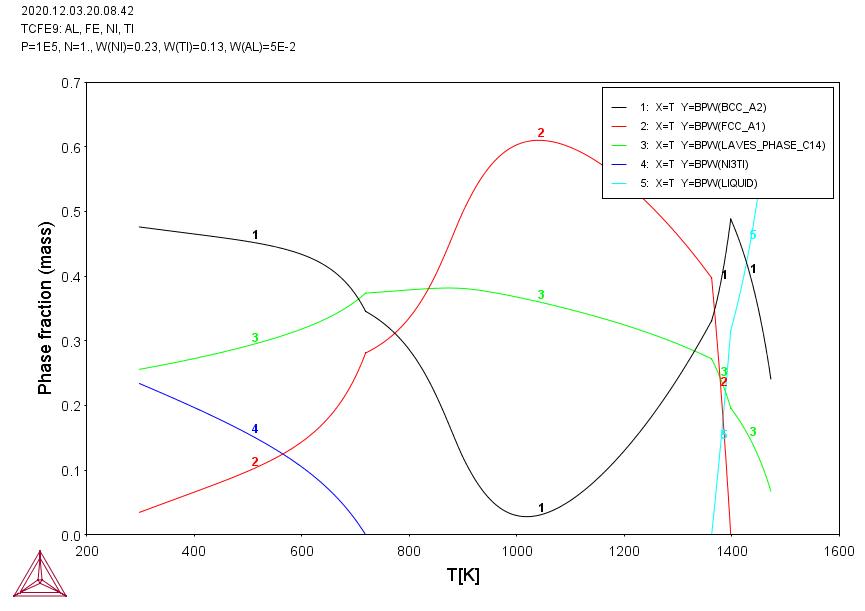 2020.12.03.20.08.42
TCFE9: AL, FE, NI, TI
P=1E5, N=1., W(NI)=0.23, W(TI)=0.13, W(AL)=5E-2
1: X=T Y=BPW(BCC_A2)
2: X=T Y=BPW(FCC_A1)
3: X=T Y=BPW(LAVES_PHASE_C14)
4: X=T Y=BPW(NI3TI)
5: X=T Y=BPW(LIQUID)
Phase fraction (mass)
0.7
0.6
0.5
0.4
0.3
0.2
0.1
0.0
1
3
4
2
2
3
1
1
3
2
5
5
1
3
200 400 600 800 1000 1200 1400 1600
T[K]